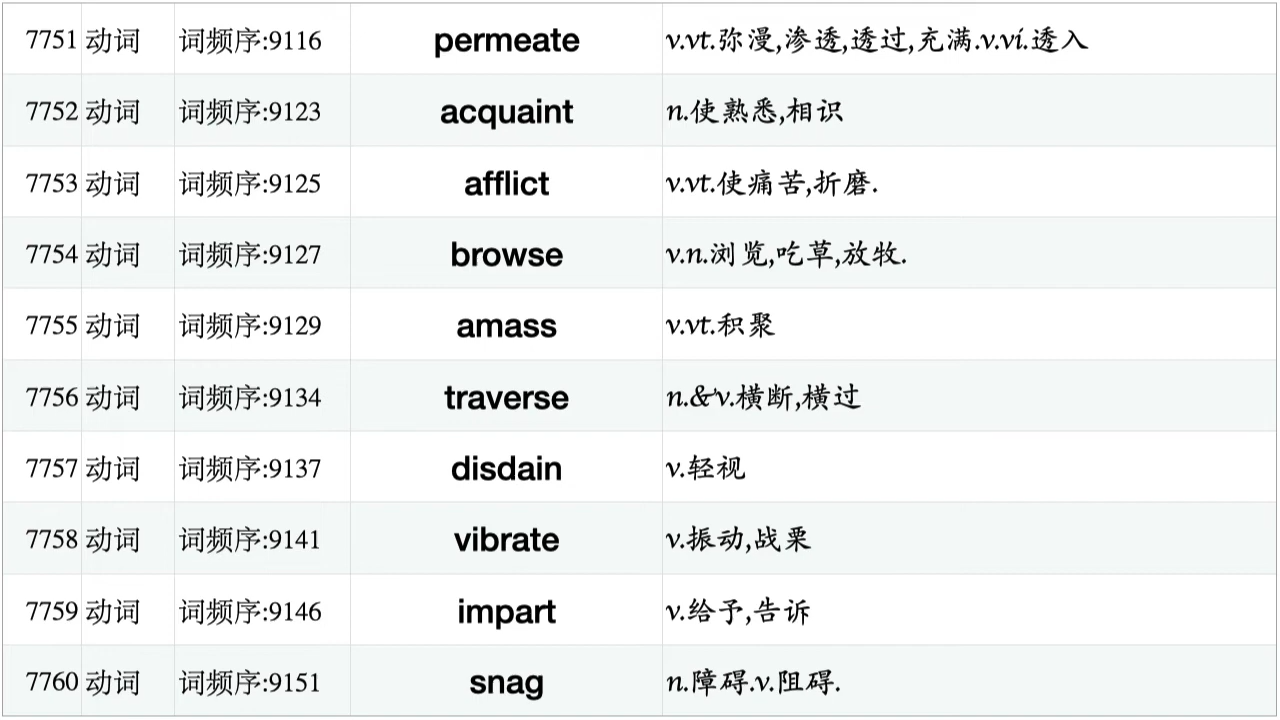 7751 动词 词频序:9116 permeate v.vt.弥漫,渗透,透过,充满.v.vi.透入
7752 动词 词频序:9123 acquaint n.使熟悉,相识
7753 动词 词频序:9125 afflict v.vt.使痛苦,折磨.
7754 动词 词频序:9127 browse v.n.浏览,吃草,放牧.
7755 动词 词频序:9129 amass v.vt.积聚
7756 动词 词频序:9134 traverse n.&v.横断,横过
7757 动词 词频序:9137 disdain v.轻视
7758 动词 词频序:9141 vibrate v.振动,战栗
7759 动词 词频序:9146 impart v.给予,告诉
7760 动词 词频序:9151 snag n.障碍.v.阻碍.